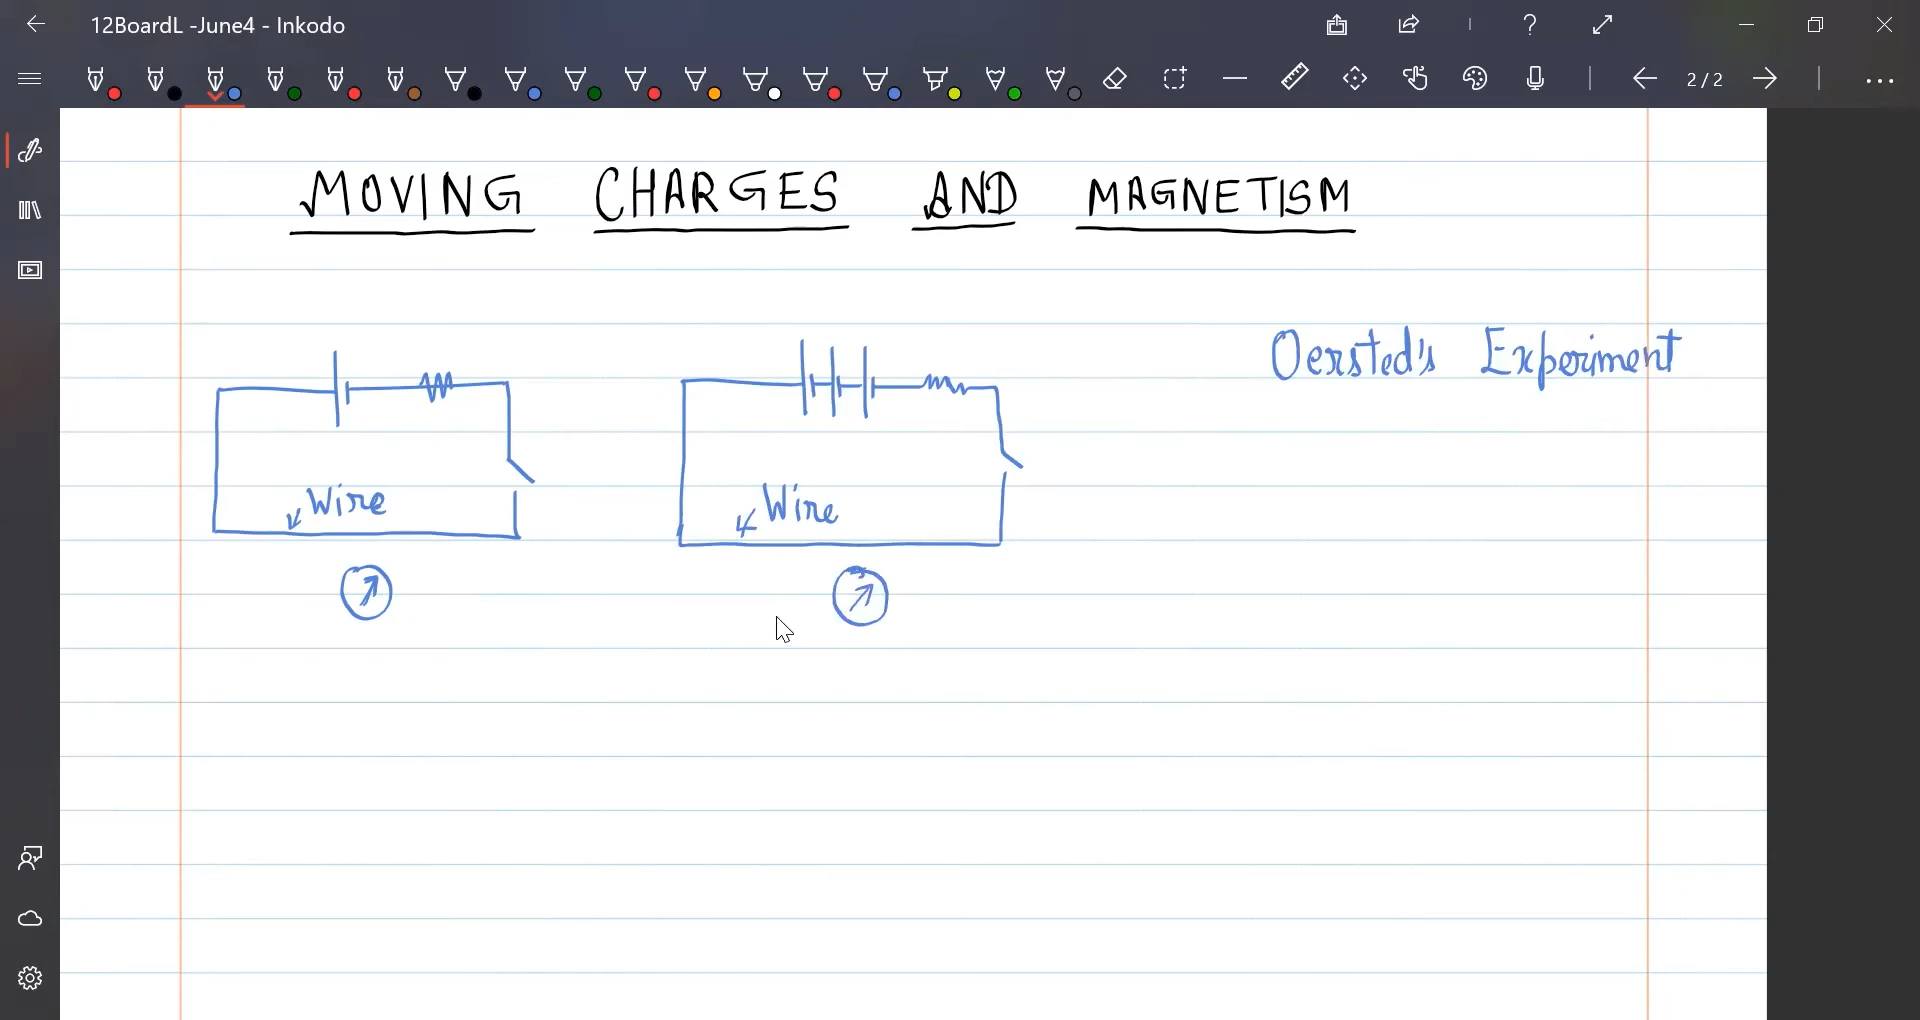 12BoardL -June4 - Inkodo
2 / 2
MOVING CHARGES AND MAGNETISM
Oersted's Experiment
Wire
Wire